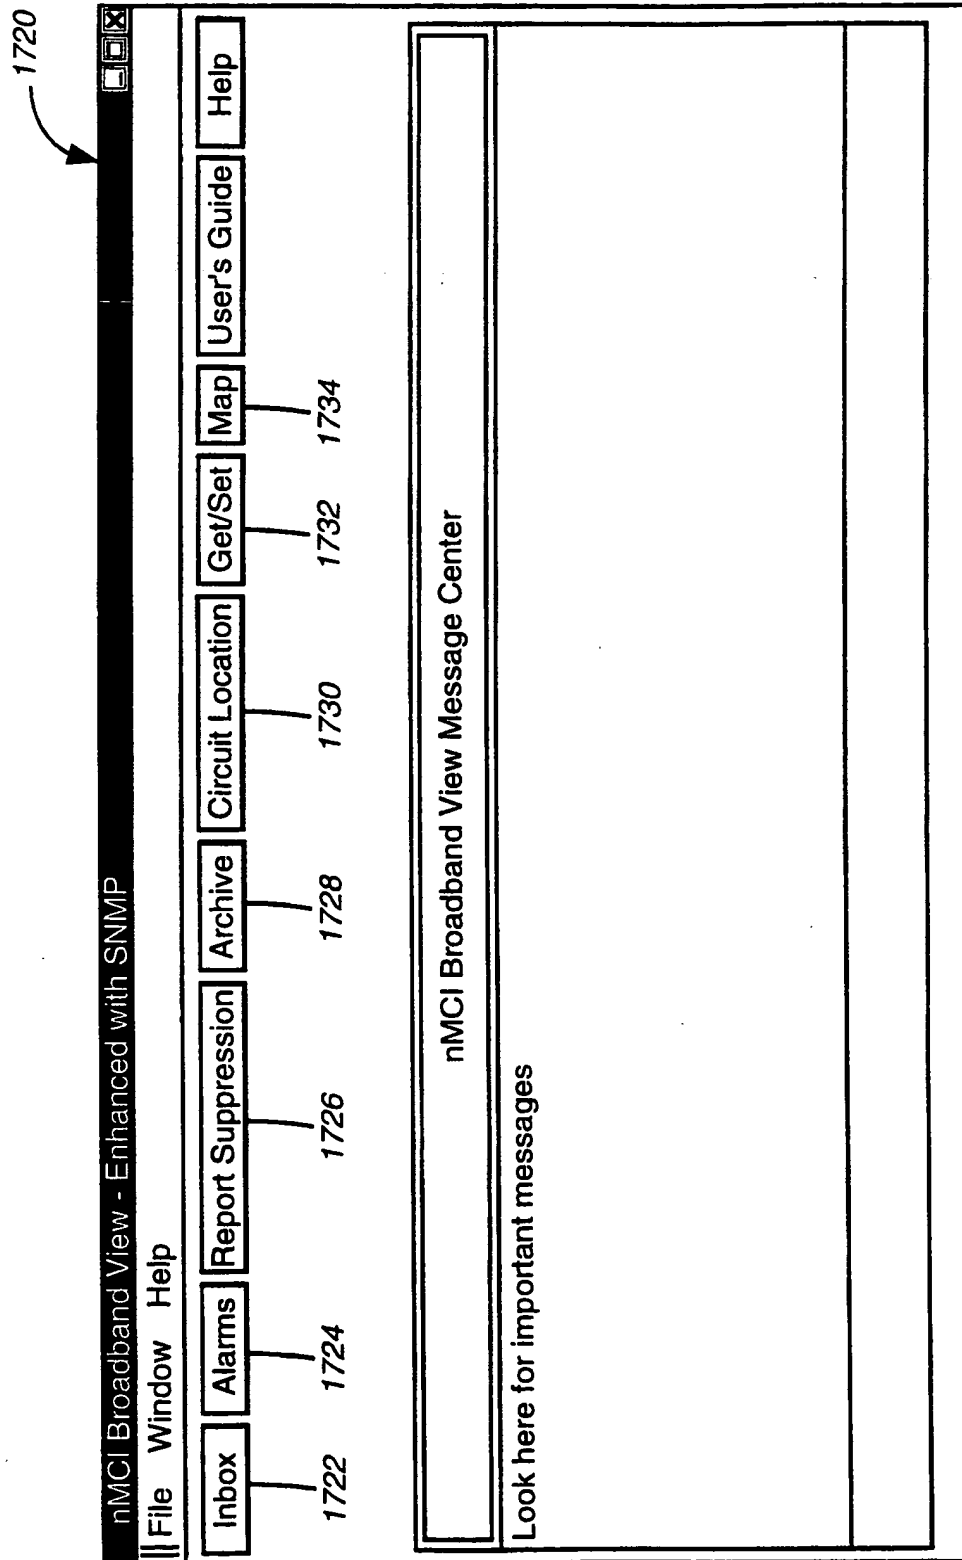 1720
nMCI Broadband View - Enhanced with SNMP
File Window Help
Inbox Alarms Report Suppression Archive Circuit Location Get/Set Map User's Guide Help
1722 1724 1726 1728 1730 1732 1734
nMCI Broadband View Message Center
Look here for important messages